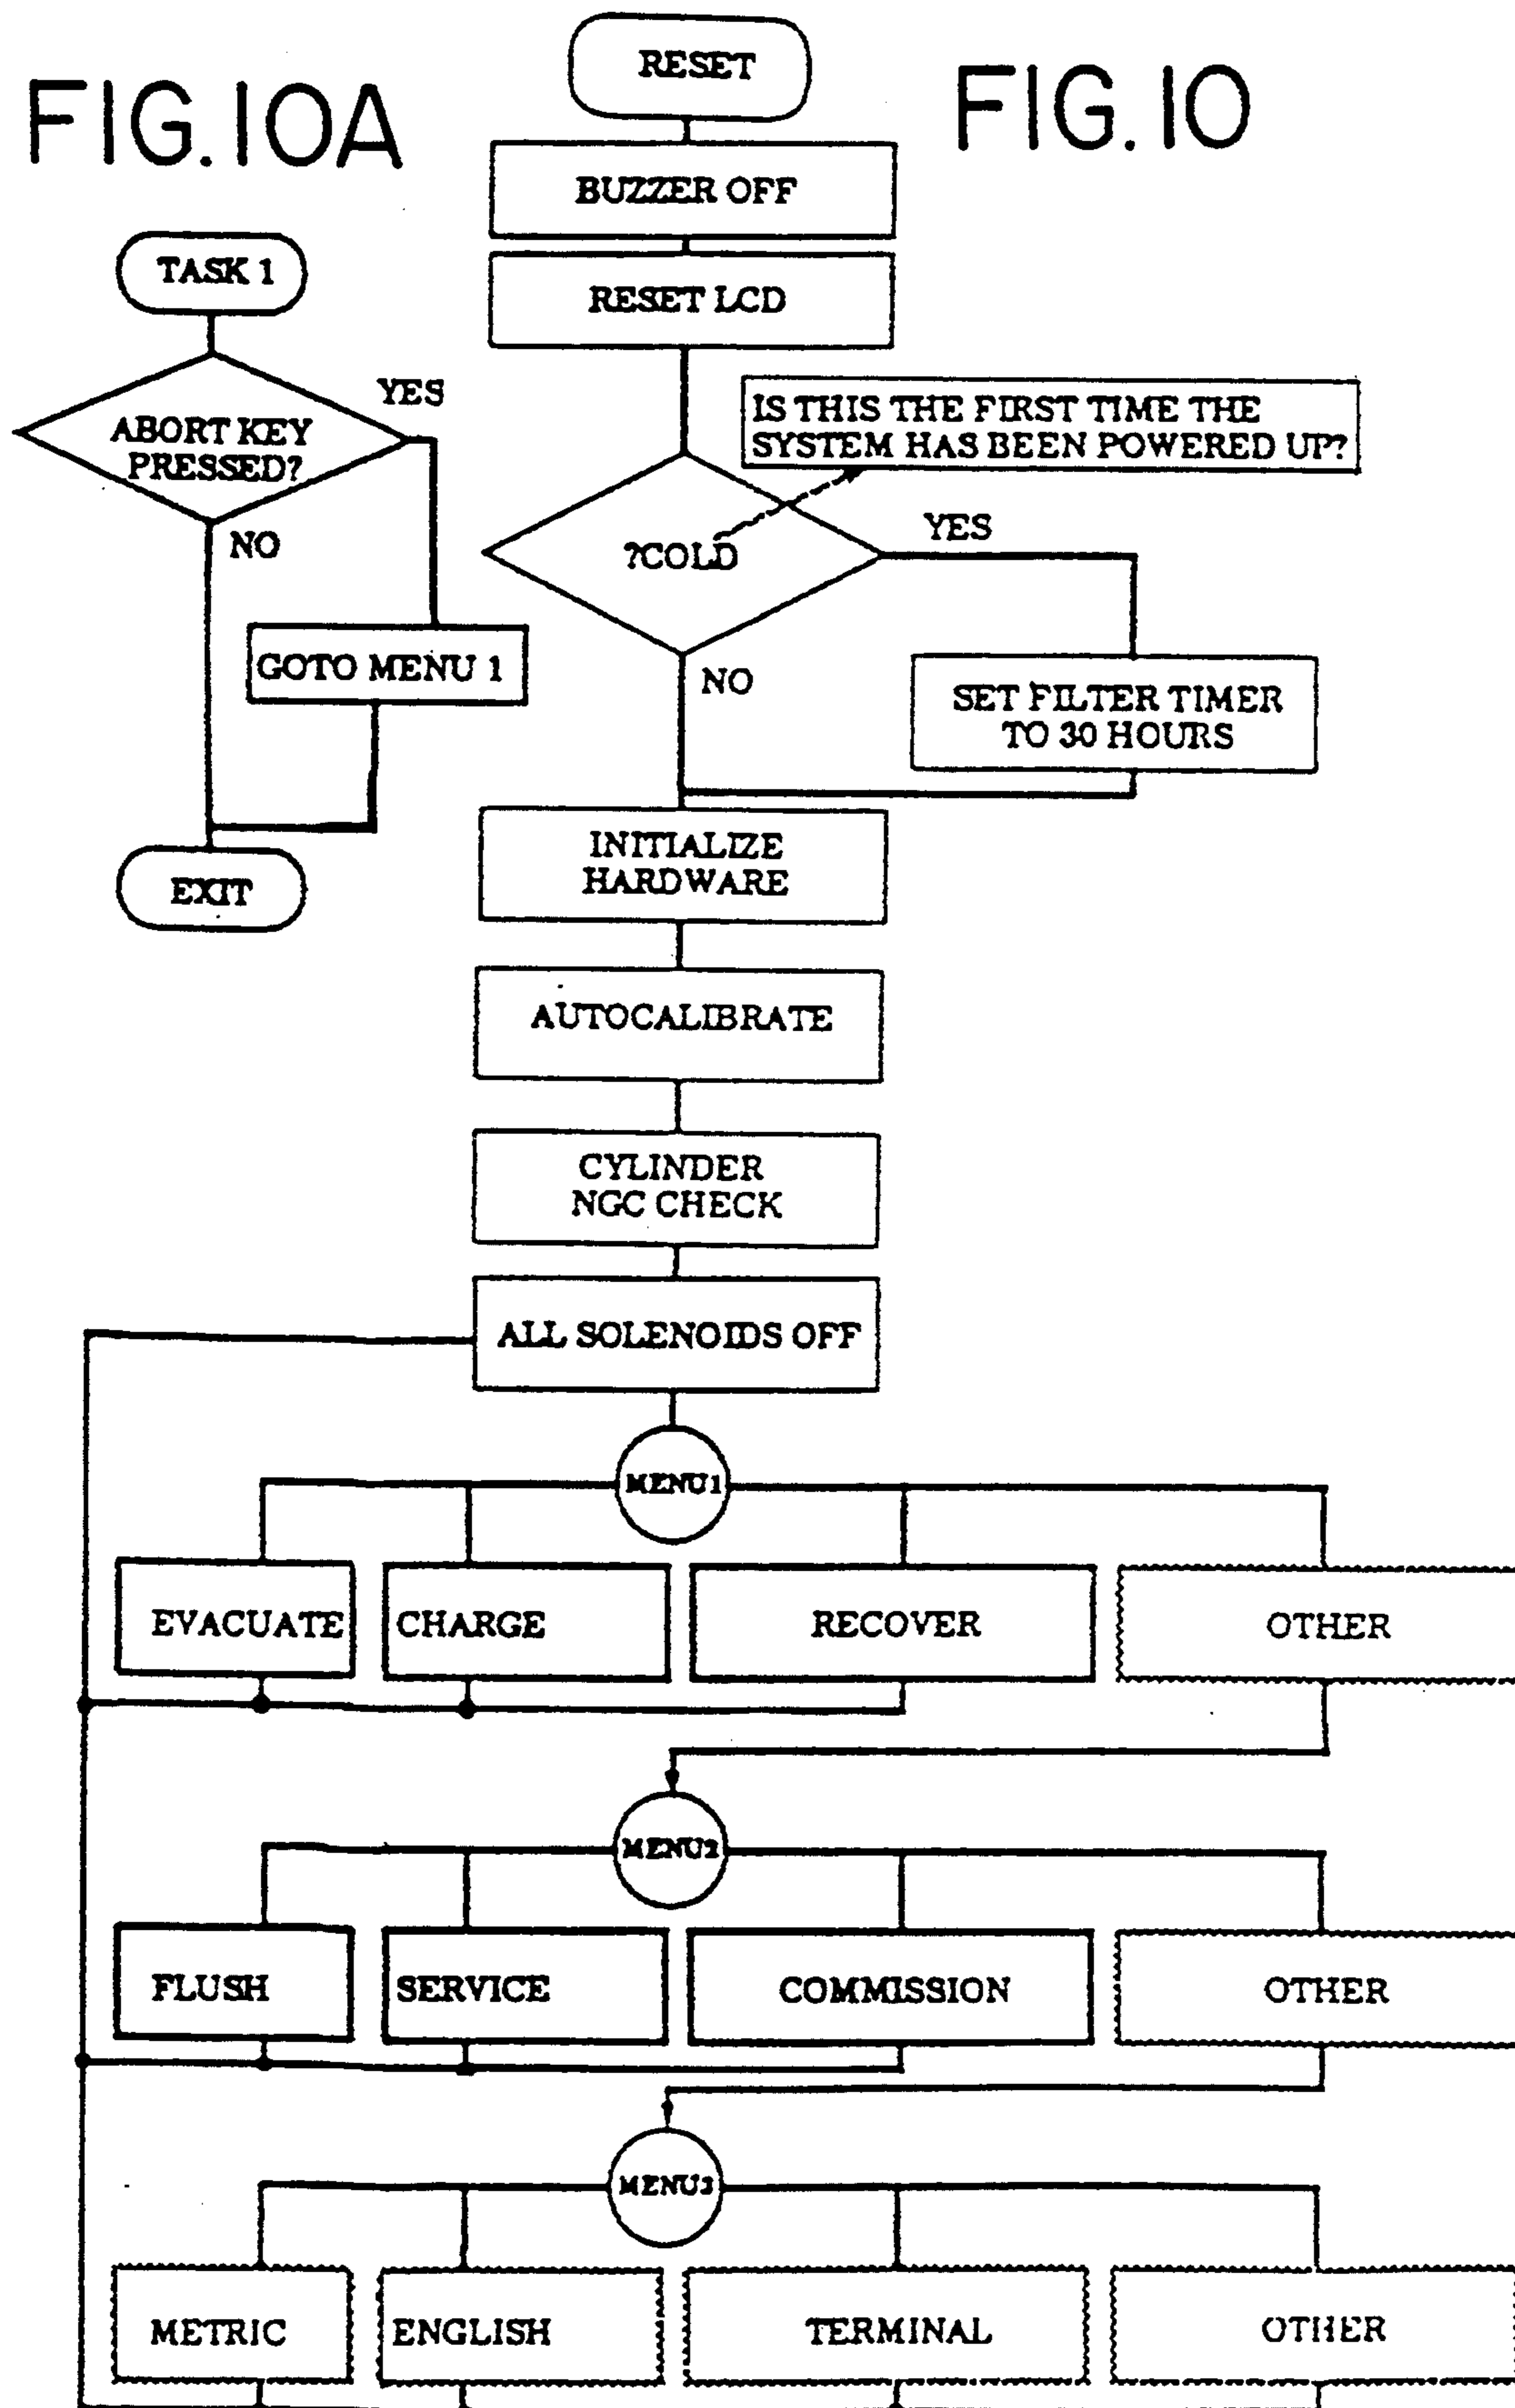 FIG. 10A
FIG. 10
TASK 1
ABORT KEY
PRESSED?
YES
NO
GOTO MENU 1
EXIT
RESET
BUZZER OFF
RESET LCD
IS THIS THE FIRST TIME THE
SYSTEM HAS BEEN POWERED UP?
?COLD
YES
NO
SET FILTER TIMER
TO 30 HOURS
INITIALIZE
HARDWARE
AUTOCALIBRATE
CYLINDER
NGC CHECK
ALL SOLENOIDS OFF
MENU1
EVACUATE
CHARGE
RECOVER
OTHER
MENU2
FLUSH
SERVICE
COMMISSION
OTHER
MENU3
METRIC
ENGLISH
TERMINAL
OTHER